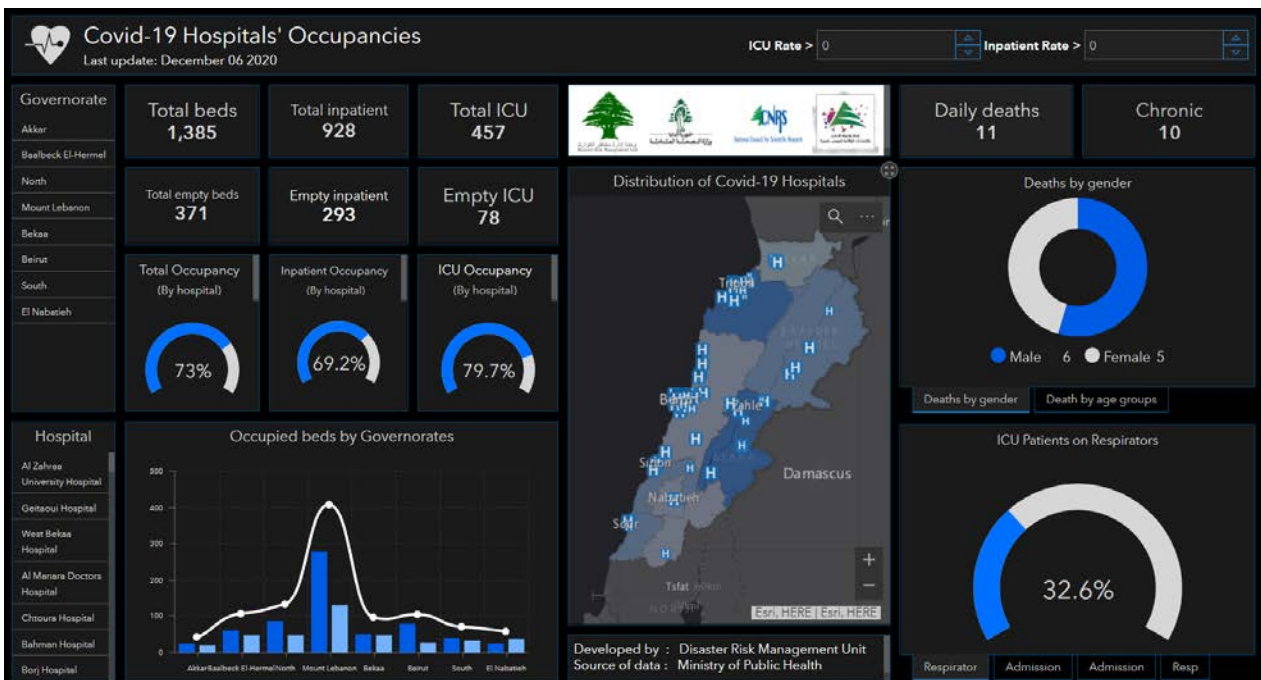 Covid-19 Hospitals' Occupancies
Last update: December 06 2020
ICU Rate > 0
Inpatient Rate > 0
Governorate
Akkar
Baalbeck El-Hermel
North
Mount Lebanon
Bekaa
Beirut
South
El Nabatieh
Total beds
1,385
Total inpatient
928
Total ICU
457
Total empty beds
371
Empty inpatient
293
Empty ICU
78
Total Occupancy
(By hospital)
73%
Inpatient Occupancy
(By hospital)
69.2%
ICU Occupancy
(By hospital)
79.7%
Hospital
Al Zahraa
University Hospital
Geitaoui Hospital
West Bekaa
Hospital
Al Manara Doctors
Hospital
Chtoura Hospital
Bahman Hospital
Borj Hospital
Occupied beds by Governorates
500
400
300
200
100
0
Akkar Baalbeck El-Hermel North Mount Lebanon Bekaa Beirut South El Nabatieh
CNRS
National Council for Scientific Research
Distribution of Covid-19 Hospitals
Zahle
Damascus
Nabatieh
Tsfat
Esri, HERE | Esri, HERE
Developed by : Disaster Risk Management Unit
Source of data : Ministry of Public Health
Daily deaths
11
Chronic
10
Deaths by gender
Male 6 Female 5
Deaths by gender
Death by age groups
ICU Patients on Respirators
32.6%
Respirator
Admission
Admission
Resp